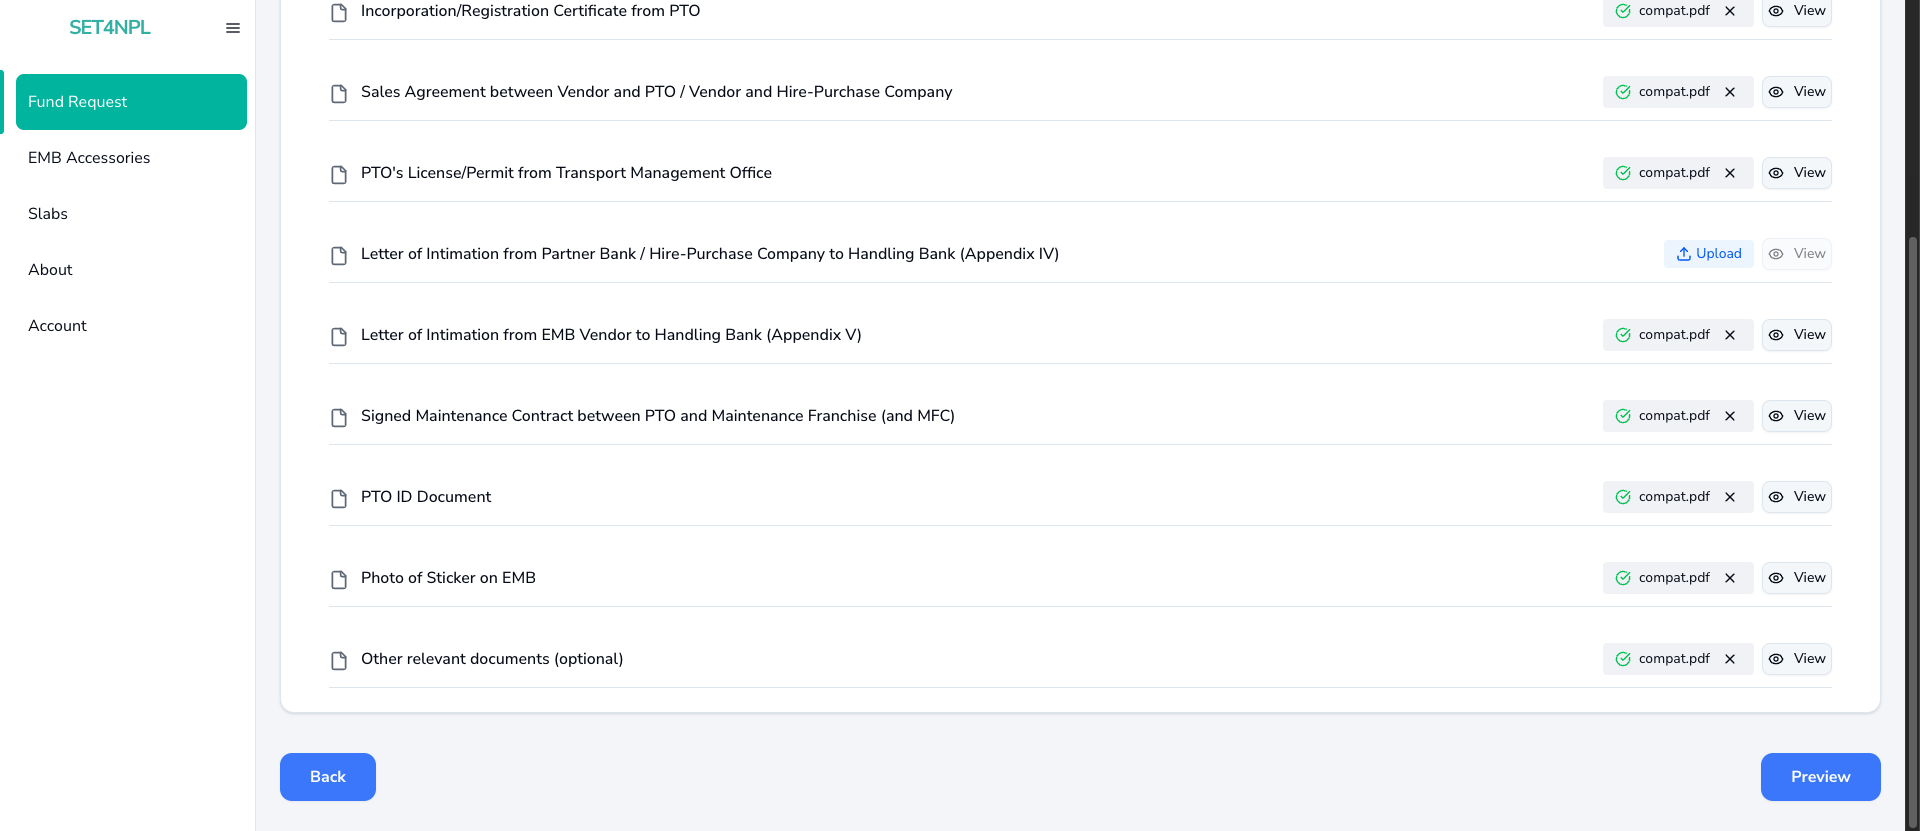 SET4NPL
Fund Request
EMB Accessories
Slabs
About
Account
Incorporation/Registration Certificate from PTO compat.pdf View
Sales Agreement between Vendor and PTO / Vendor and Hire-Purchase Company compat.pdf View
PTO's License/Permit from Transport Management Office compat.pdf View
Letter of Intimation from Partner Bank / Hire-Purchase Company to Handling Bank (Appendix IV) Upload View
Letter of Intimation from EMB Vendor to Handling Bank (Appendix V) compat.pdf View
Signed Maintenance Contract between PTO and Maintenance Franchise (and MFC) compat.pdf View
PTO ID Document compat.pdf View
Photo of Sticker on EMB compat.pdf View
Other relevant documents (optional) compat.pdf View
Back Preview